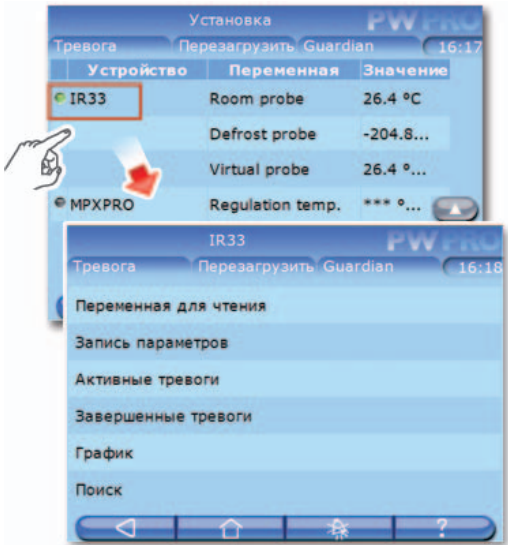 Установка PWPRO
Тревога Перезагрузить Guardian 16:17
Устройство Переменная Значение
IR33 Room probe 26.4 ºC
Defrost probe -204.8...
Virtual probe 26.4 º...
MPXPRO Regulation temp. *** º...
IR33 PWPRO
Тревога Перезагрузить Guardian 16:18
Переменная для чтения
Запись параметров
Активные тревоги
Завершенные тревоги
График
Поиск
?